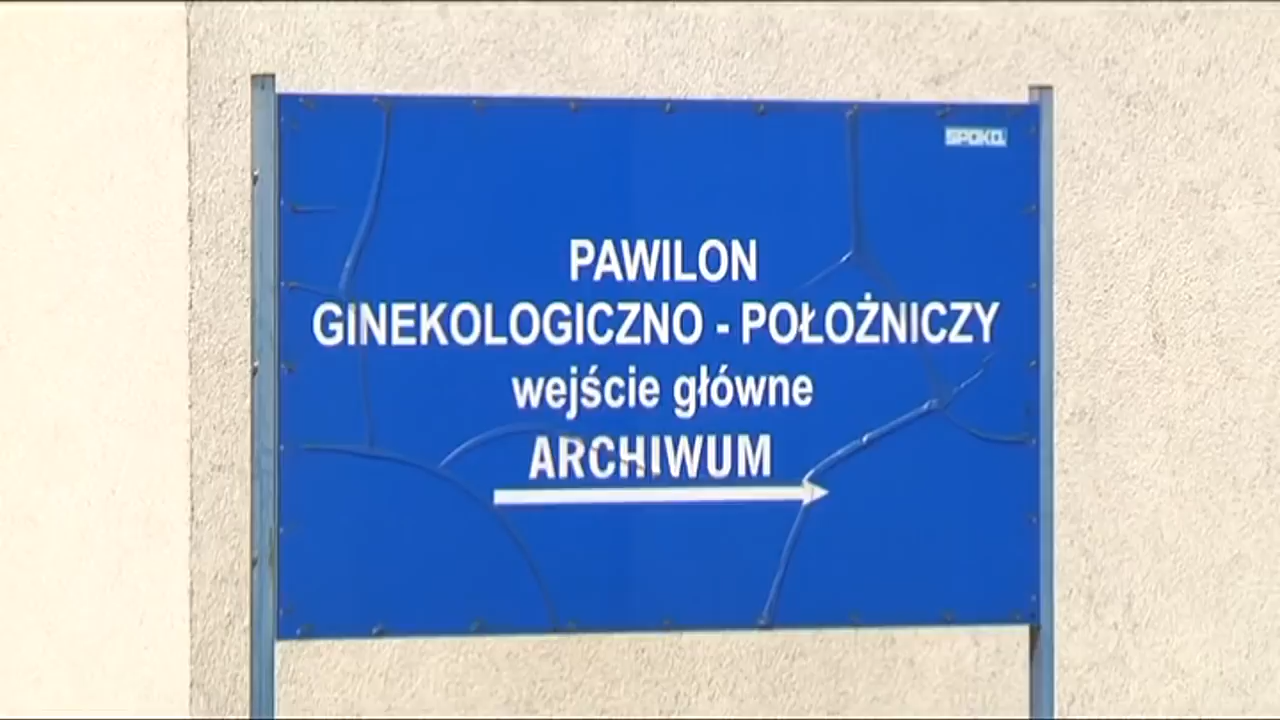 SPOKO.
PAWILON
GINEKOLOGICZNO - POŁOŻNICZY
wejście główne
ARCHIWUM